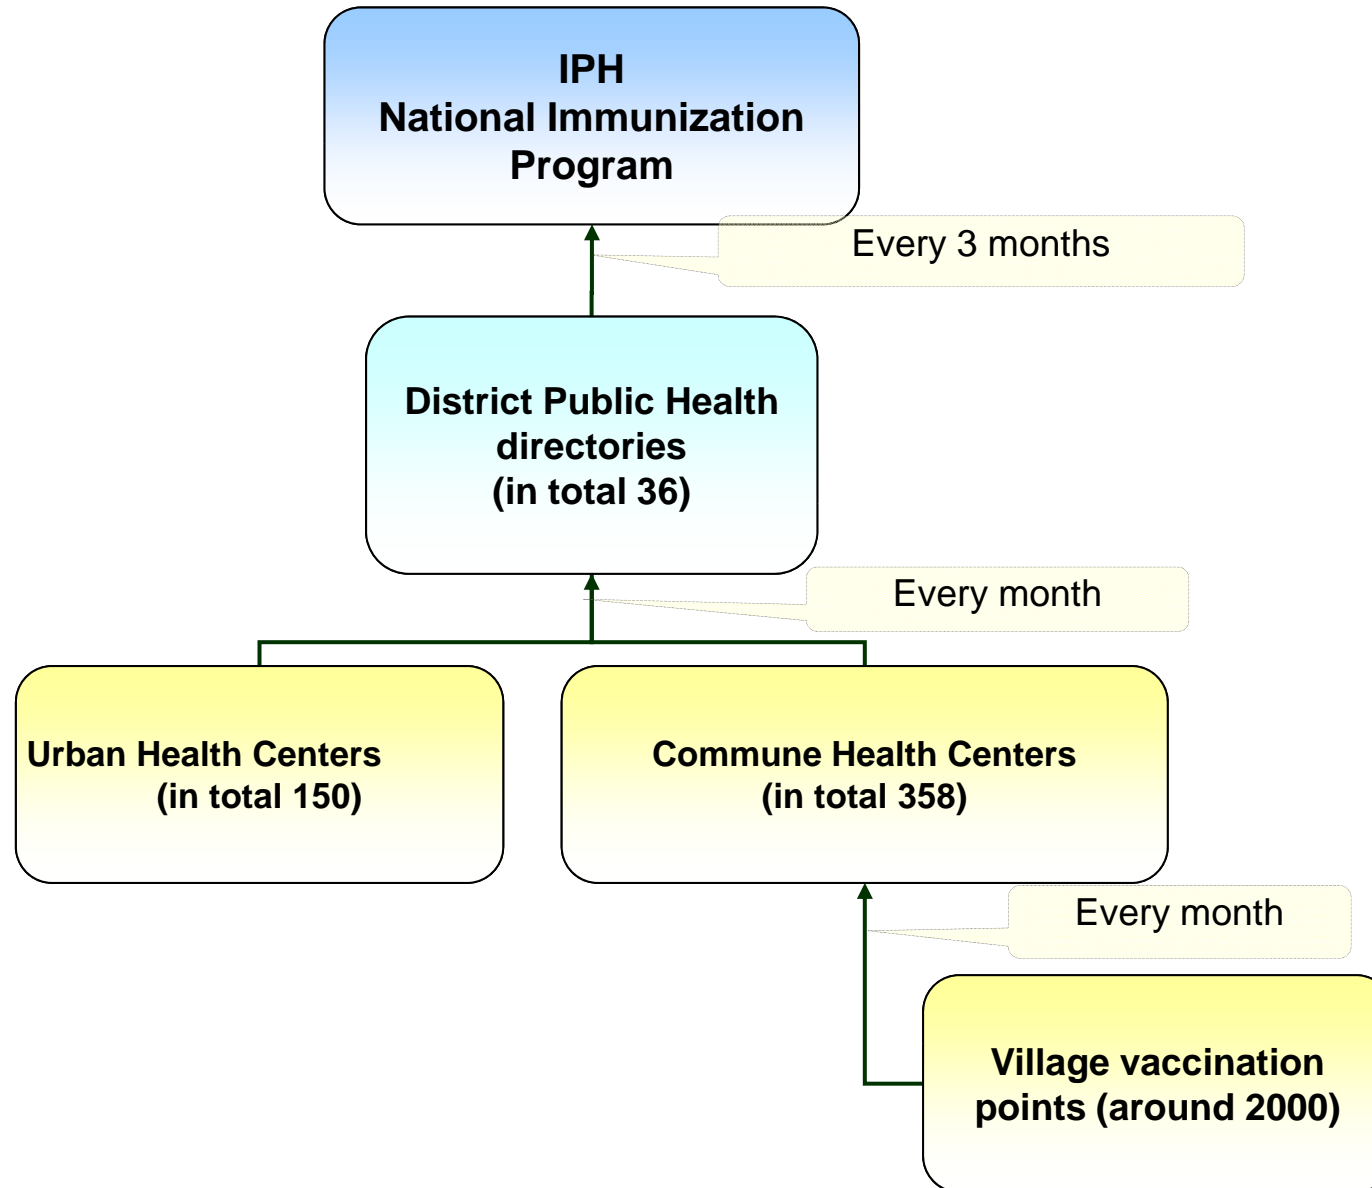 IPH
National Immunization
Program
Every 3 months
District Public Health
directories
(in total 36)
Every month
Urban Health Centers
(in total 150)
Commune Health Centers
(in total 358)
Every month
Village vaccination
points (around 2000)